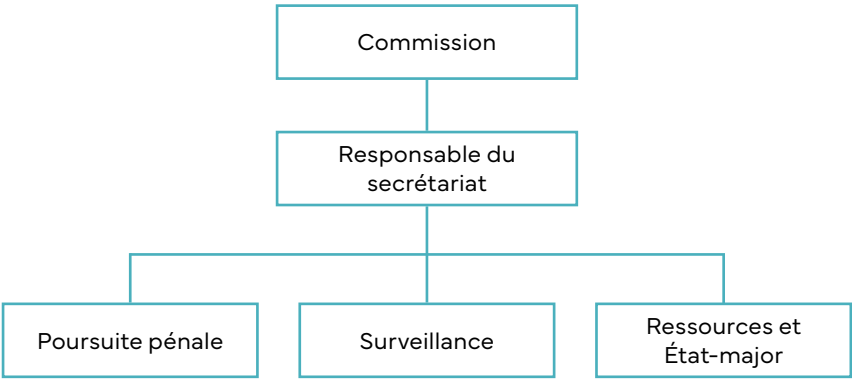 Commission
Responsable du
secrétariat
Poursuite pénale
Surveillance
Ressources et
État-major